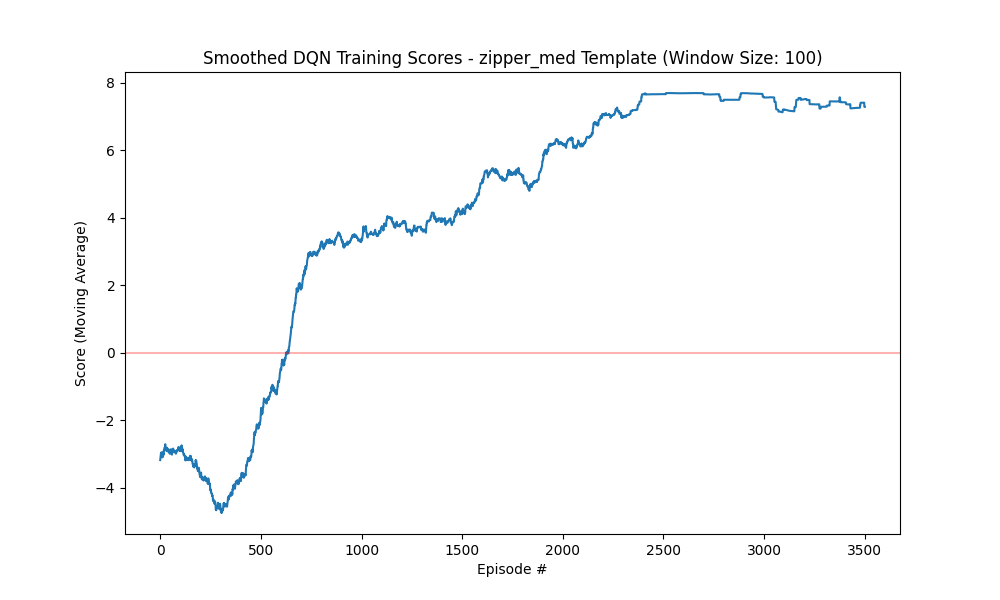 Smoothed DQN Training Scores - zipper_med Template (Window Size: 100)
Score (Moving Average)
8
6
4
2
0
−2
−4
0 500 1000 1500 2000 2500 3000 3500
Episode #